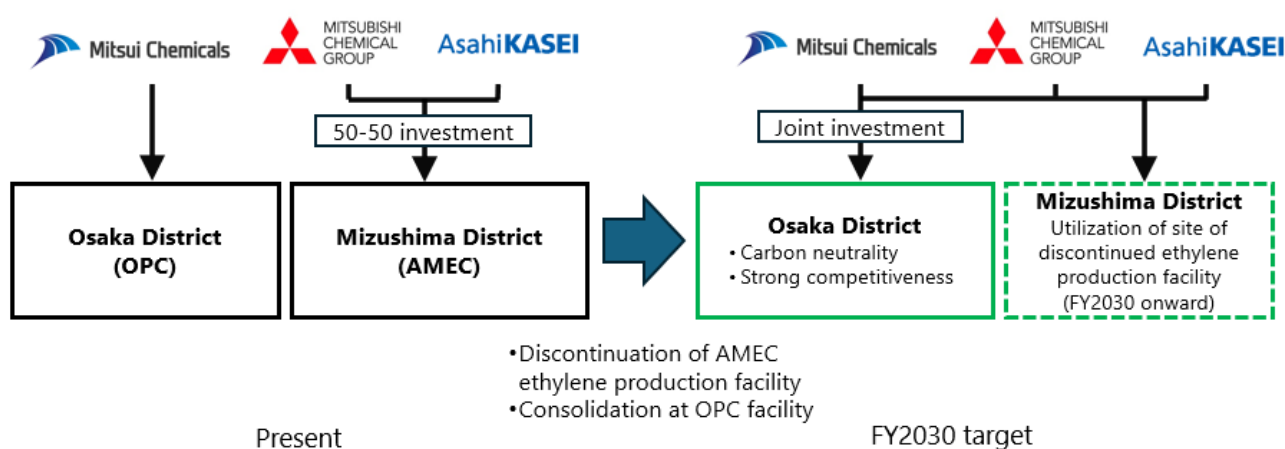 Mitsui Chemicals
MITSUBISHI
CHEMICAL
GROUP
AsahiKASEI
50-50 investment
Osaka District
(OPC)
Mizushima District
(AMEC)
•Discontinuation of AMEC
ethylene production facility
•Consolidation at OPC facility
Present
Mitsui Chemicals
MITSUBISHI
CHEMICAL
GROUP
AsahiKASEI
Joint investment
Osaka District
• Carbon neutrality
• Strong competitiveness
Mizushima District
Utilization of site of
discontinued ethylene
production facility
(FY2030 onward)
FY2030 target